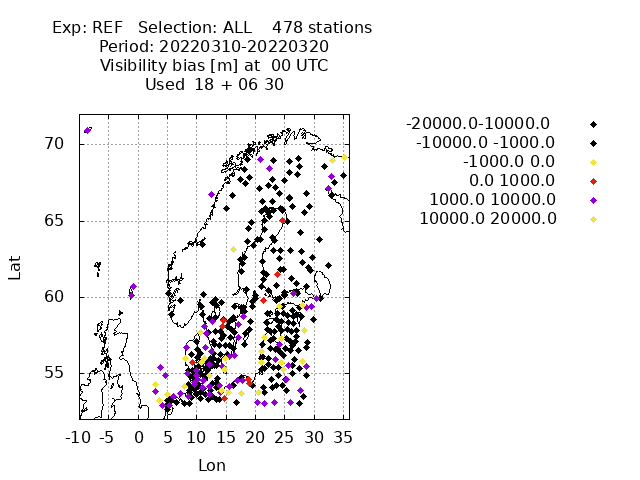 Exp: REF   Selection: ALL    478 stations
Period: 20220310-20220320
Visibility bias [m] at  00 UTC
Used  18 + 06 30
-20000.0-10000.0
-10000.0 -1000.0
-1000.0 0.0
0.0 1000.0
1000.0 10000.0
10000.0 20000.0
70
65
60
55
Lat
-10 -5 0 5 10 15 20 25 30 35
Lon